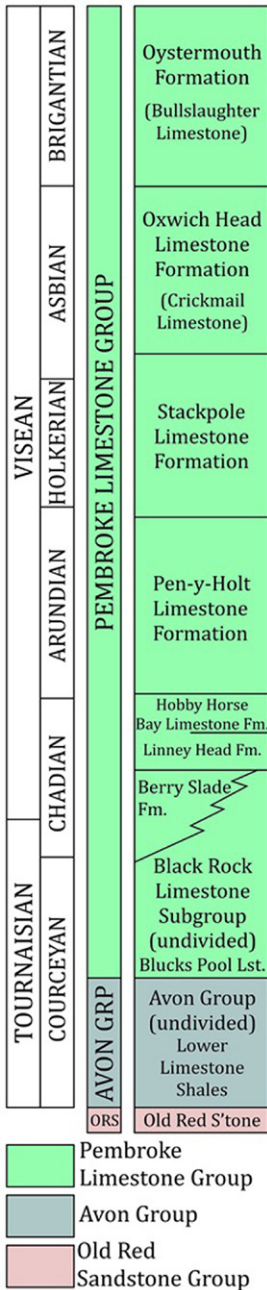 VISEAN
TOURNAISIAN
BRIGANTIAN
ASBIAN
HOLKERIAN
ARUNDIAN
CHADIAN
COURCEYAN
PEMBROKE LIMESTONE GROUP
AVON GRP
ORS
Oystermouth
Formation
(Bullslaughter
Limestone)
Oxwich Head
Limestone
Formation
(Crickmail
Limestone)
Stackpole
Limestone
Formation
Pen-y-Holt
Limestone
Formation
Hobby Horse
Bay Limestone Fm.
Linney Head Fm.
Berry Slade
Fm.
Black Rock
Limestone
Subgroup
(undivided)
Blucks Pool Lst.
Avon Group
(undivided)
Lower
Limestone
Shales
Old Red S'tone
Pembroke
Limestone Group
Avon Group
Old Red
Sandstone Group